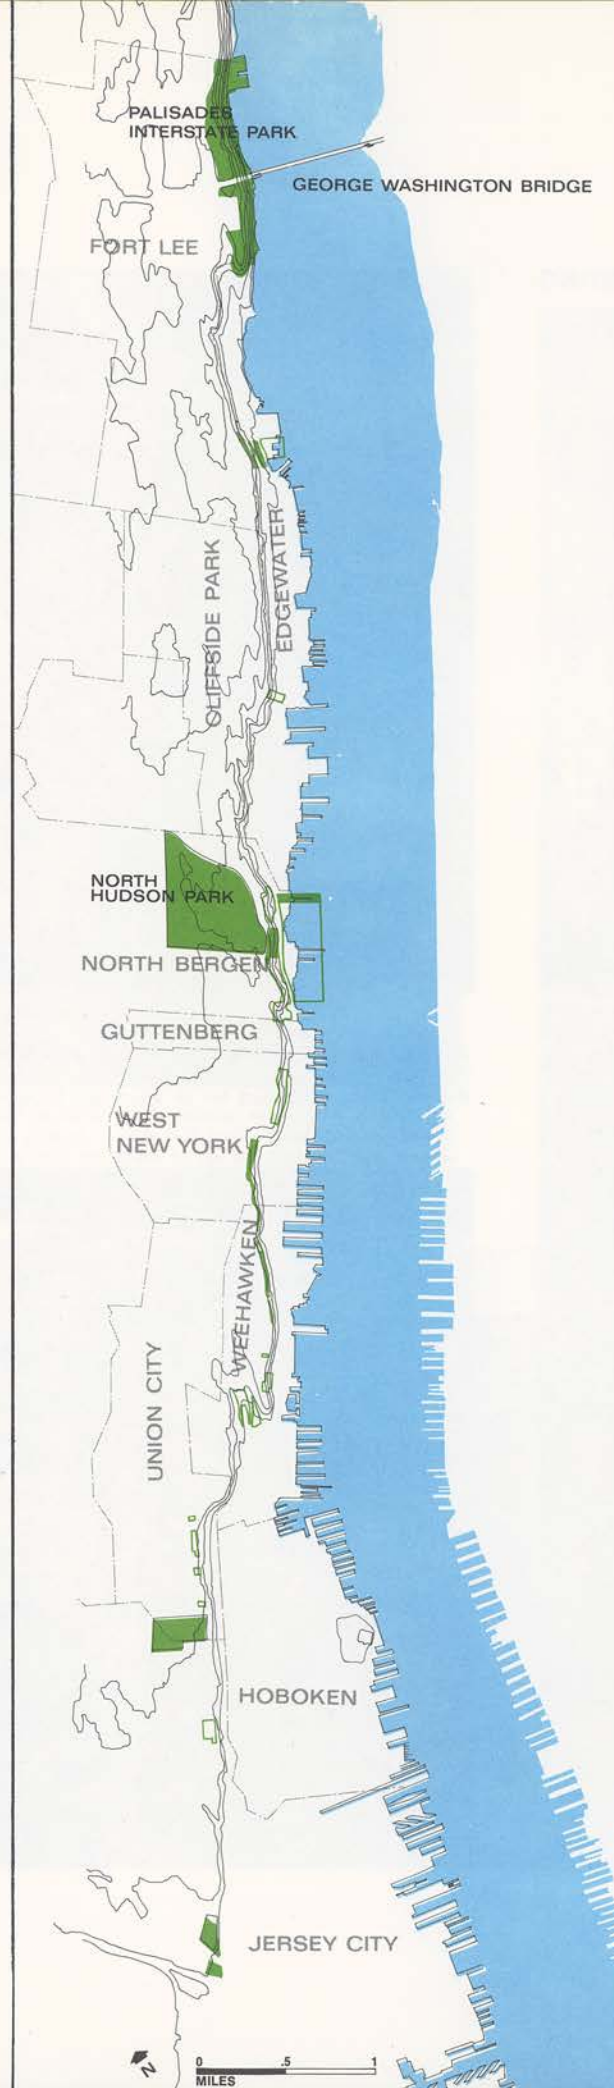 PALISADES
INTERSTATE PARK
GEORGE WASHINGTON BRIDGE
FORT LEE
CLIFFSIDE PARK
EDGEWATER
NORTH
HUDSON PARK
NORTH BERGEN
GUTTENBERG
WEST
NEW YORK
WEEHAWKEN
UNION CITY
HOBOKEN
JERSEY CITY
N
0 .5 1
MILES